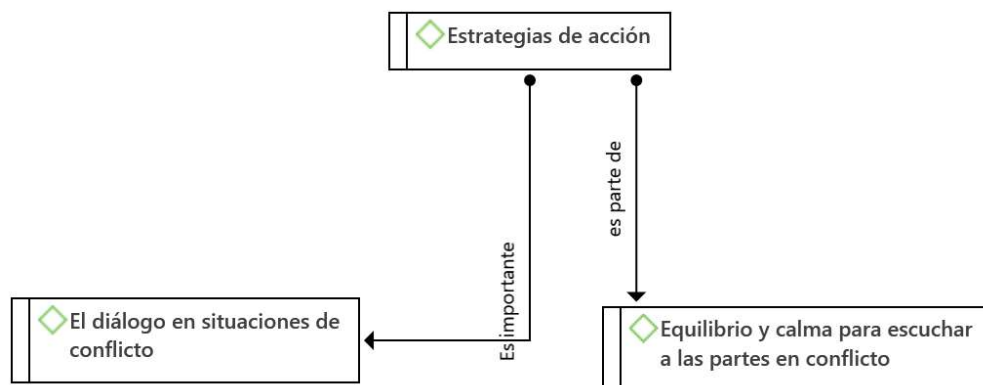 Estrategias de acción
es parte de
Es importante
El diálogo en situaciones de
conflicto
Equilibrio y calma para escuchar
a las partes en conflicto